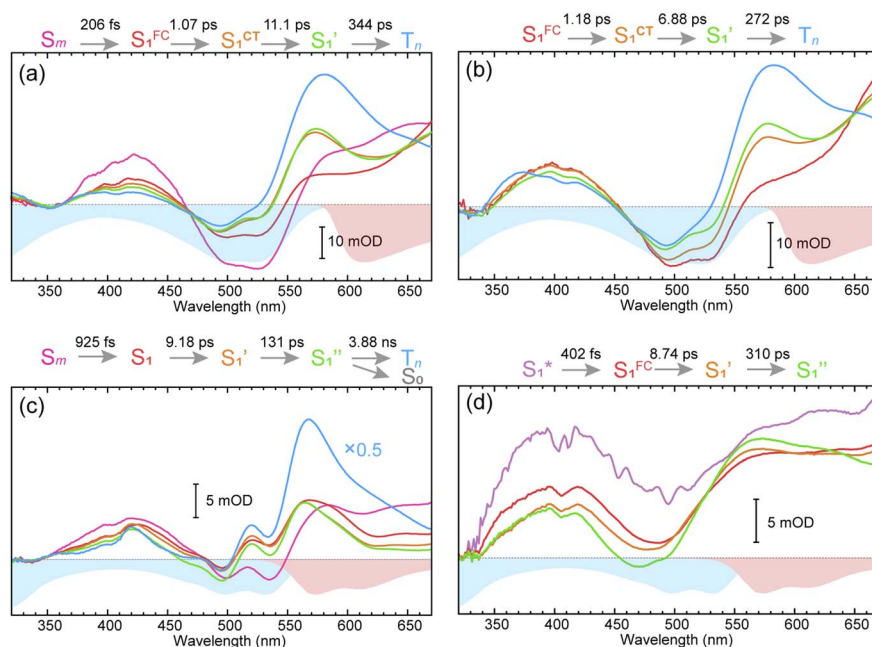 206 fs 1.07 ps 11.1 ps 344 ps
Sm S₁FC S₁CT S₁' Tn
(a)
10 mOD
350 400 450 500 550 600 650
Wavelength (nm)
1.18 ps 6.88 ps 272 ps
S₁FC S₁CT S₁' Tn
(b)
10 mOD
350 400 450 500 550 600 650
Wavelength (nm)
925 fs 9.18 ps 131 ps 3.88 ns
Sm S₁ S₁' S₁'' Tn
S₀
(c)
×0.5
5 mOD
350 400 450 500 550 600 650
Wavelength (nm)
402 fs 8.74 ps 310 ps
S₁* S₁FC S₁' S₁''
(d)
5 mOD
350 400 450 500 550 600 650
Wavelength (nm)